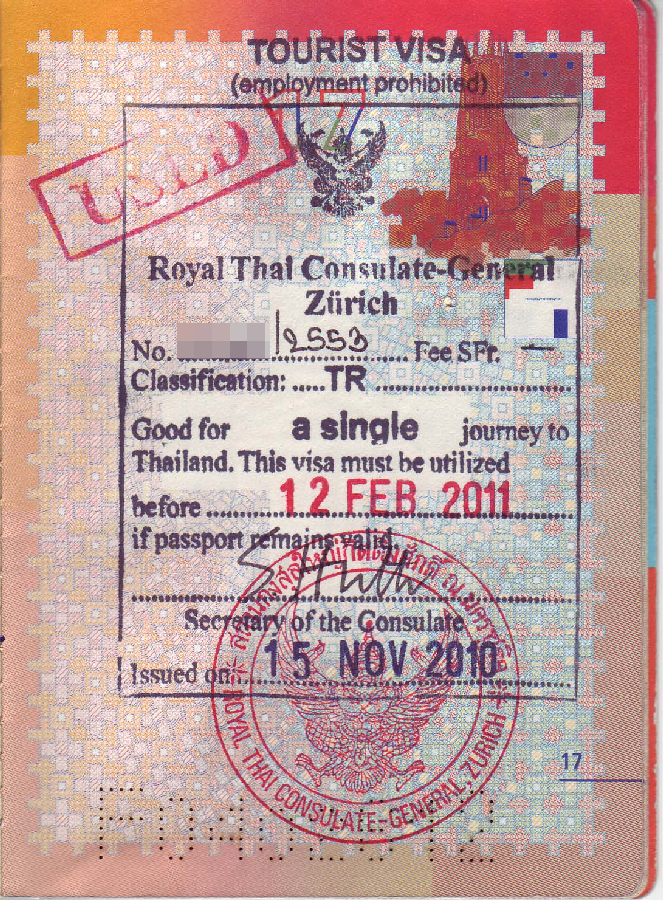 TOURIST VISA
(employment prohibited)
USED
Royal Thai Consulate-General
Zürich
No. /2553 Fee SFr. —
Classification: ..... TR
Good for a single journey to
Thailand. This visa must be utilized
before 12 FEB 2011
if passport remains valid.
Secretary of the Consulate
Issued on 15 NOV 2010
ROYAL THAI CONSULATE-GENERAL, ZURICH
17